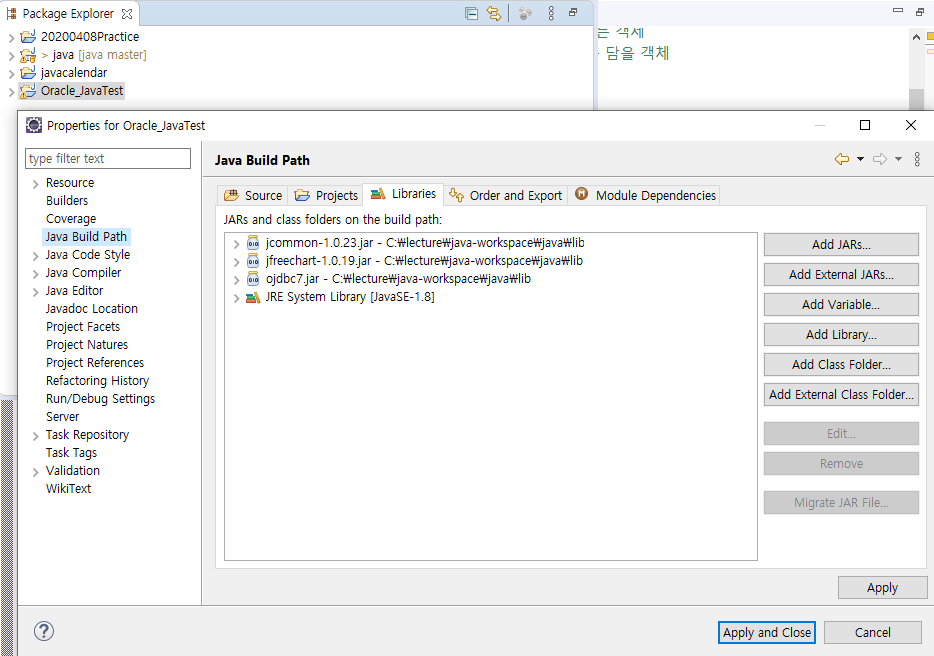 Package Explorer
20200408Practice
> java [java master]
javacalendar
Oracle_JavaTest
는 객체
담을 객체
Properties for Oracle_JavaTest
type filter text
Resource
Builders
Coverage
Java Build Path
Java Code Style
Java Compiler
Java Editor
Javadoc Location
Project Facets
Project Natures
Project References
Refactoring History
Run/Debug Settings
Server
Task Repository
Task Tags
Validation
WikiText
Java Build Path
Source Projects Libraries Order and Export Module Dependencies
JARs and class folders on the build path:
jcommon-1.0.23.jar - C:₩lecture₩java-workspace₩java₩lib
jfreechart-1.0.19.jar - C:₩lecture₩java-workspace₩java₩lib
ojdbc7.jar - C:₩lecture₩java-workspace₩java₩lib
JRE System Library [JavaSE-1.8]
Add JARs...
Add External JARs...
Add Variable...
Add Library...
Add Class Folder...
Add External Class Folder...
Edit...
Remove
Migrate JAR File...
Apply
Apply and Close Cancel